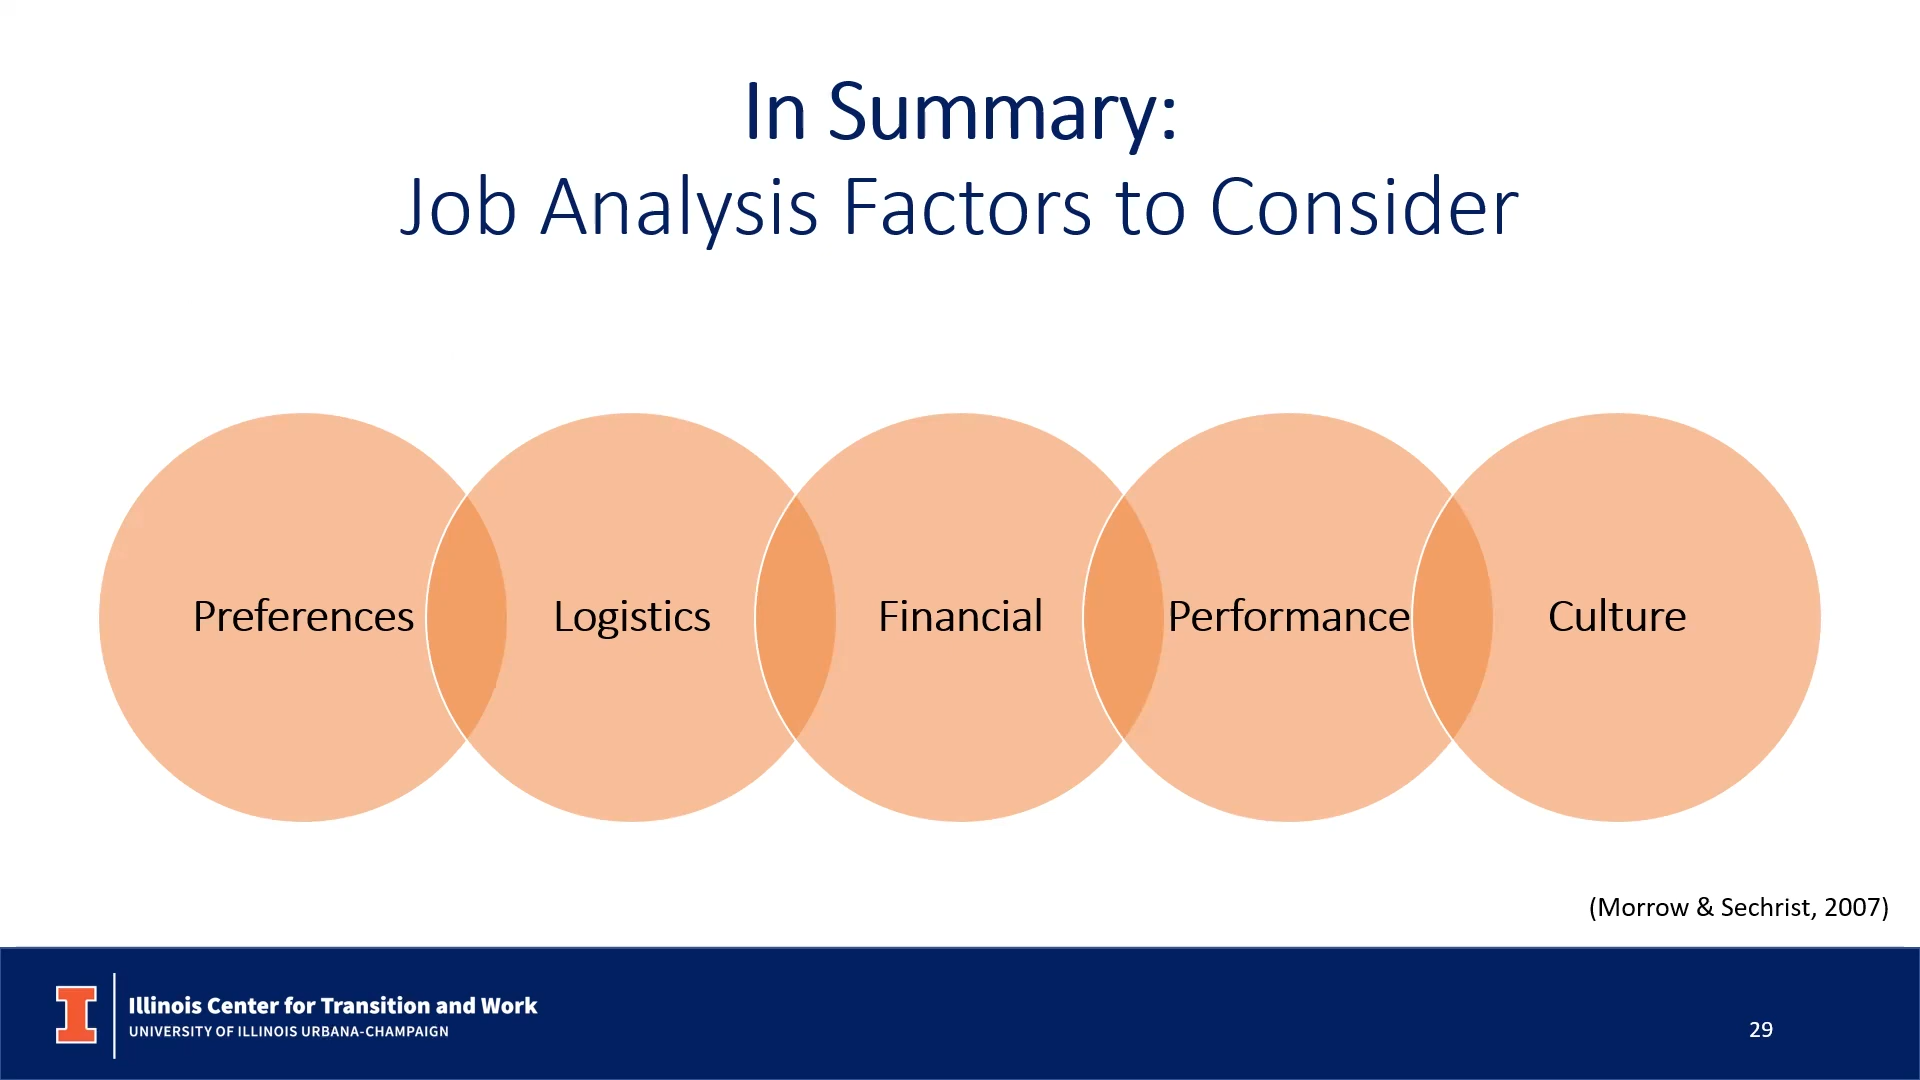 In Summary:
Job Analysis Factors to Consider
Preferences
Logistics
Financial
Performance
Culture
(Morrow & Sechrist, 2007)
Illinois Center for Transition and Work
UNIVERSITY OF ILLINOIS URBANA-CHAMPAIGN
29